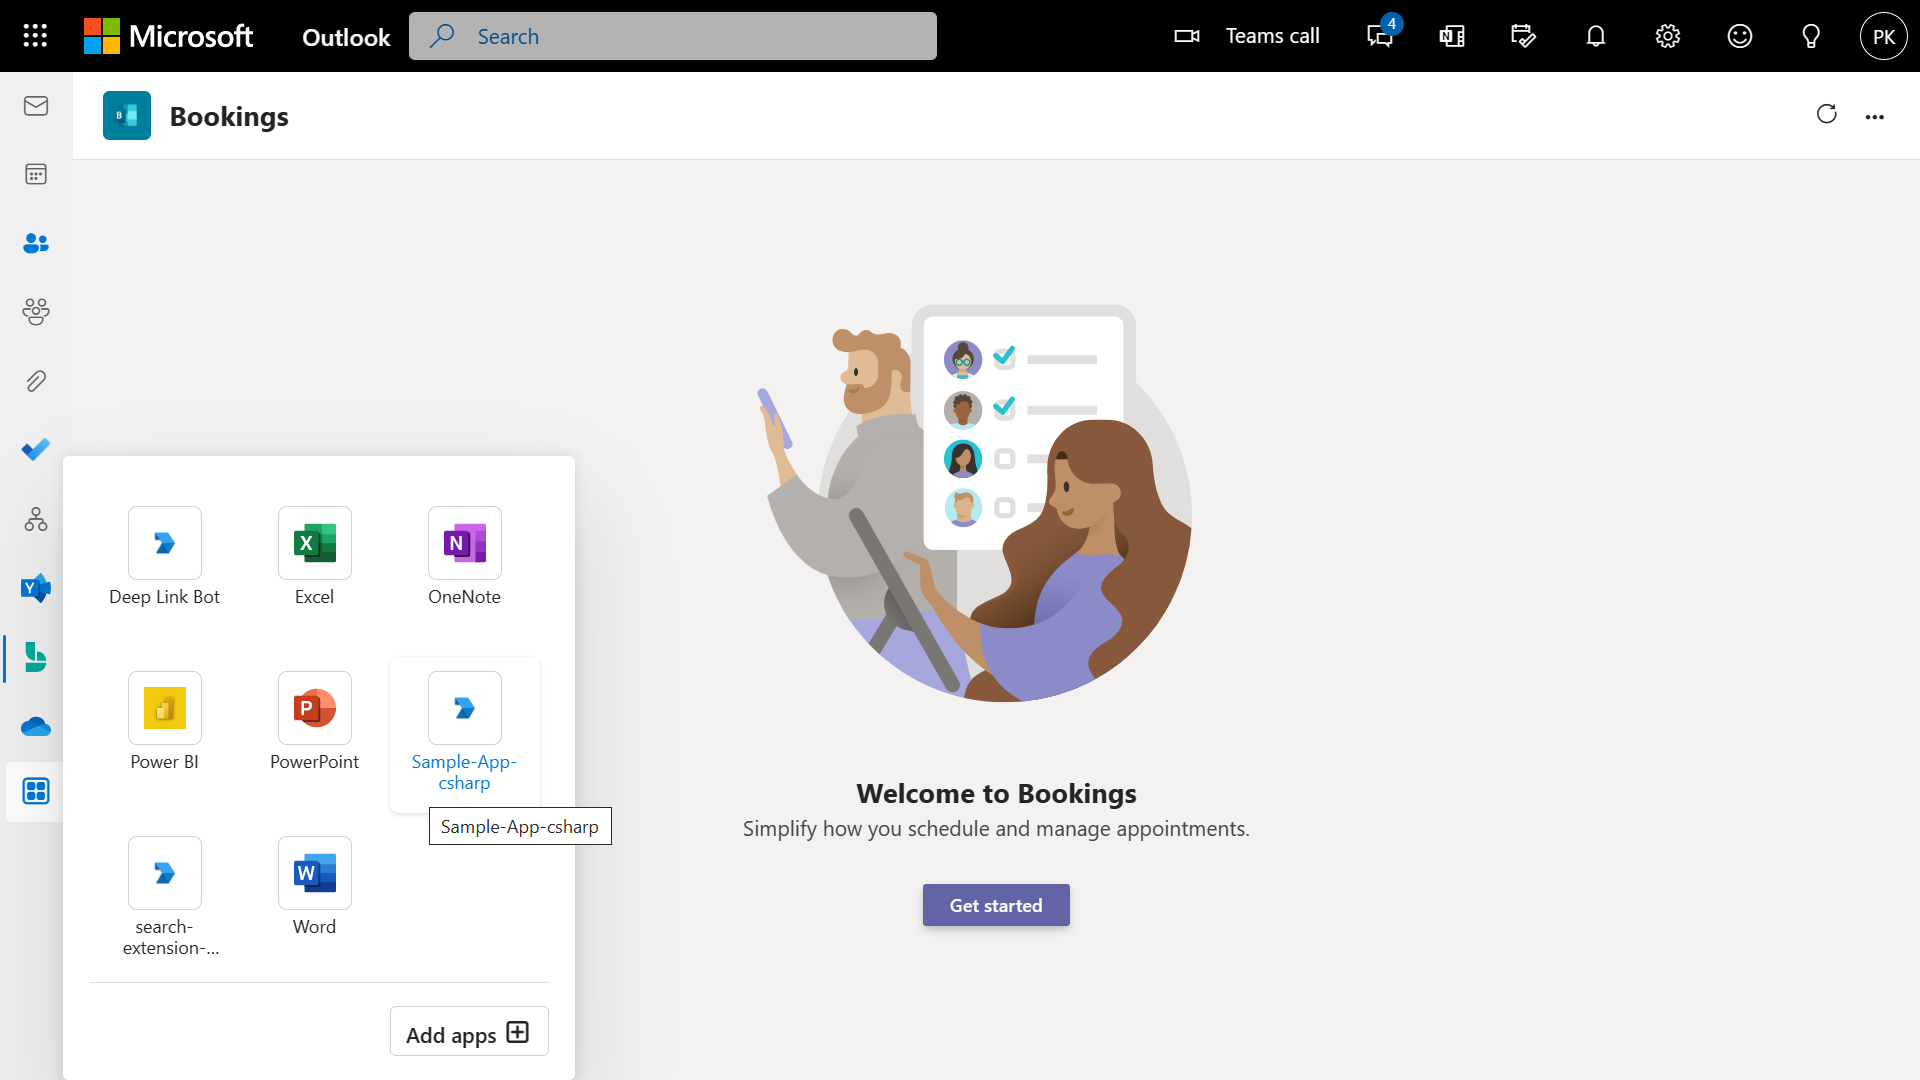 Microsoft Outlook Search Teams call 4 PK
B Bookings
Deep Link Bot Excel OneNote
Power BI PowerPoint Sample-App-
csharp
Sample-App-csharp
search-
extension-... Word
Add apps
Welcome to Bookings
Simplify how you schedule and manage appointments.
Get started